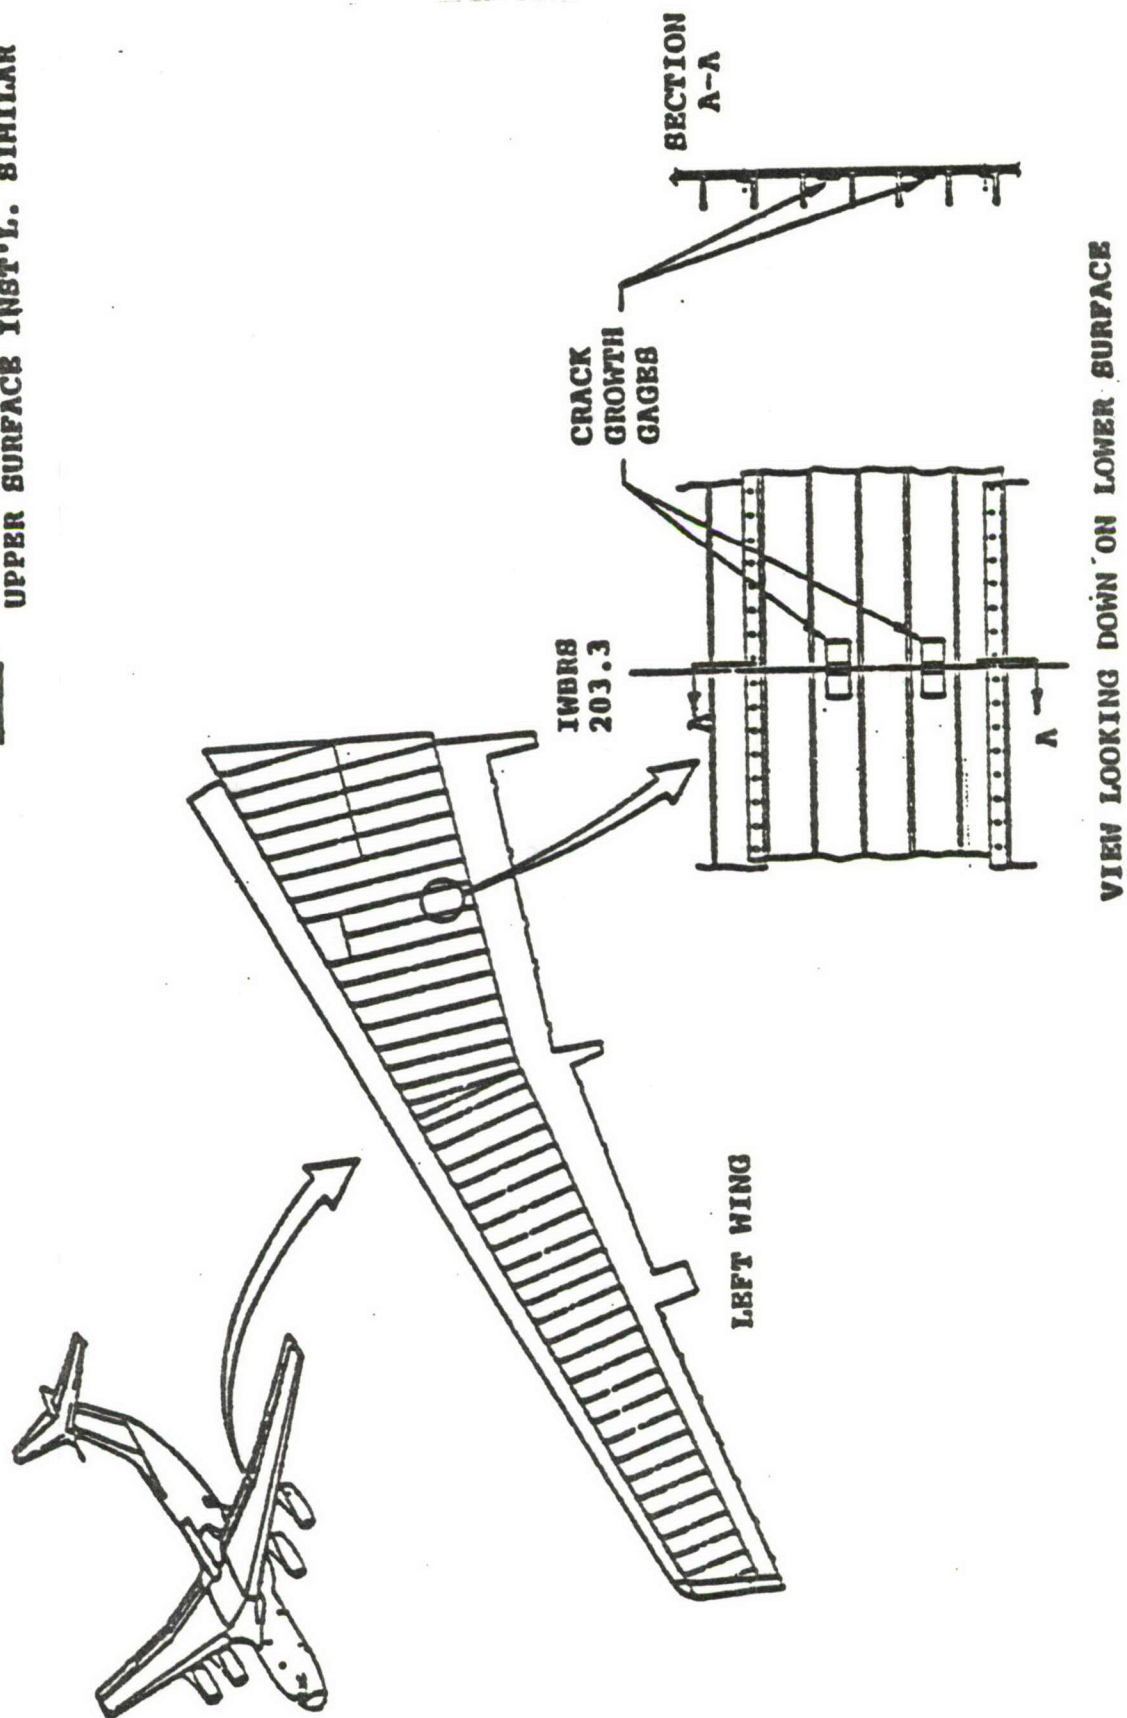 UPPER SURFACE INST'L. SIMILAR
SECTION
A-A
CRACK
GROWTH
GAGES
IWBRS
203.3
A
A
LEFT WING
VIEW LOOKING DOWN ON LOWER SURFACE